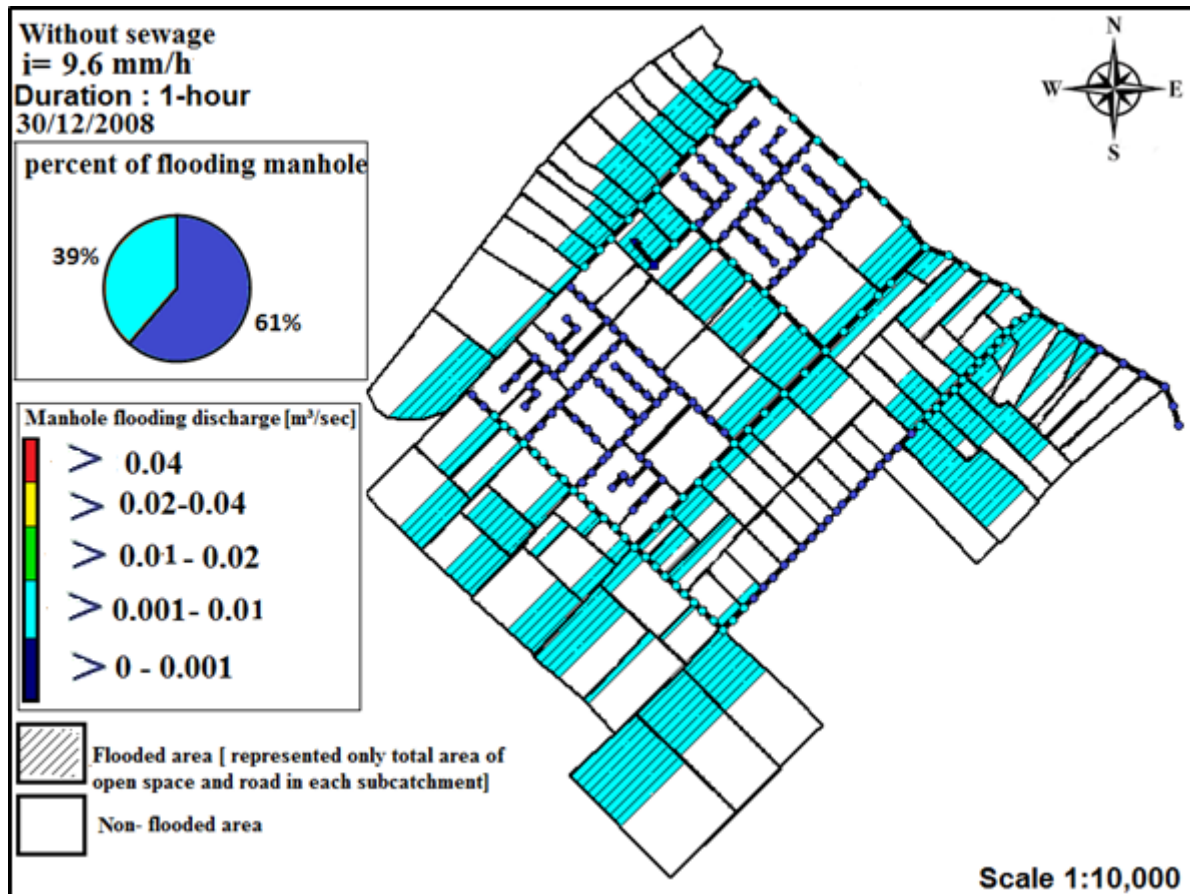 Without sewage
i= 9.6 mm/h
Duration : 1-hour
30/12/2008
percent of flooding manhole
39%
61%
Manhole flooding discharge [m³/sec]
> 0.04
> 0.02-0.04
> 0.01 - 0.02
> 0.001- 0.01
> 0 - 0.001
Flooded area [ represented only total area of
open space and road in each subcatchment]
Non- flooded area
N
W
E
S
Scale 1:10,000